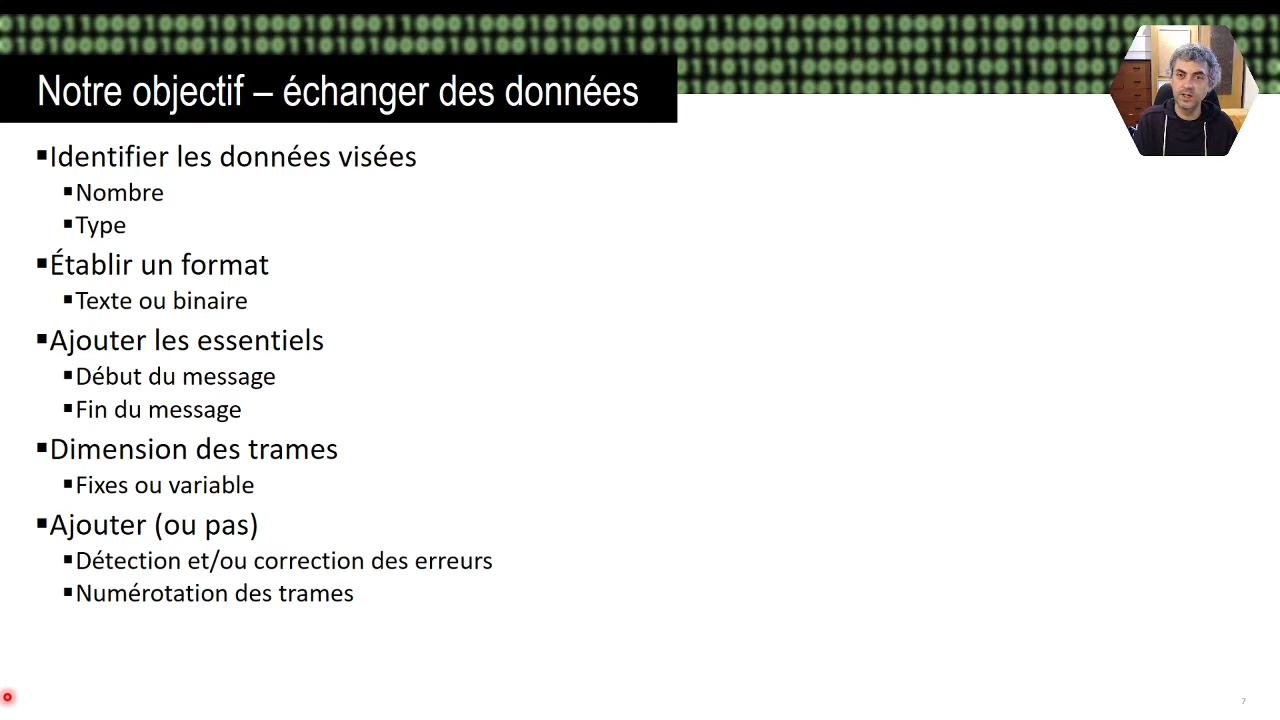 Notre objectif – échanger des données
▪Identifier les données visées
▪Nombre
▪Type
▪Établir un format
▪Texte ou binaire
▪Ajouter les essentiels
▪Début du message
▪Fin du message
▪Dimension des trames
▪Fixes ou variable
▪Ajouter (ou pas)
▪Détection et/ou correction des erreurs
▪Numérotation des trames
7